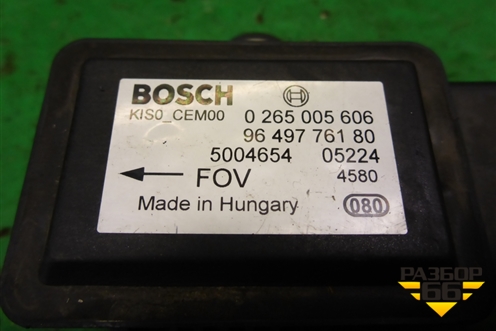 BOSCH
KIS0_CEM00 0 265 005 606
96 497 761 80
5004654 05224
FOV 4580
Made in Hungary 080
РАЗБОР
66